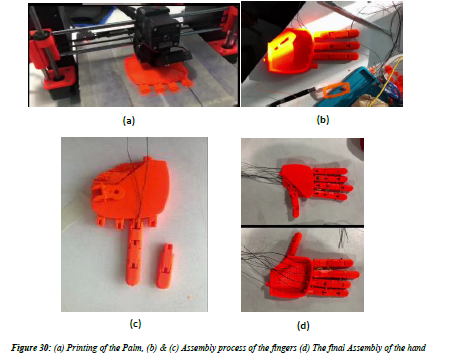 (a)
(b)
(c)
(d)
Figure 30: (a) Printing of the Palm, (b) & (c) Assembly process of the fingers (d) The final Assembly of the hand